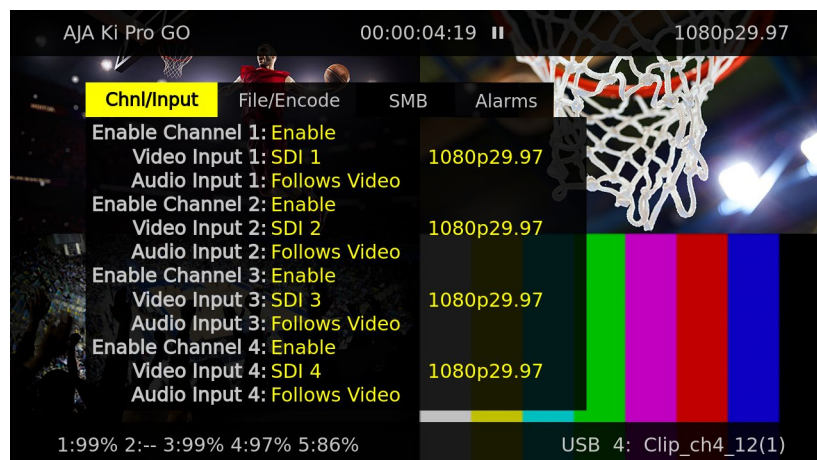 AJA Ki Pro GO 00:00:04:19 1080p29.97
Chnl/Input File/Encode SMB Alarms
Enable Channel 1: Enable
Video Input 1: SDI 1 1080p29.97
Audio Input 1: Follows Video
Enable Channel 2: Enable
Video Input 2: SDI 2 1080p29.97
Audio Input 2: Follows Video
Enable Channel 3: Enable
Video Input 3: SDI 3 1080p29.97
Audio Input 3: Follows Video
Enable Channel 4: Enable
Video Input 4: SDI 4 1080p29.97
Audio Input 4: Follows Video
1:99% 2:-- 3:99% 4:97% 5:86% USB 4: Clip_ch4_12(1)